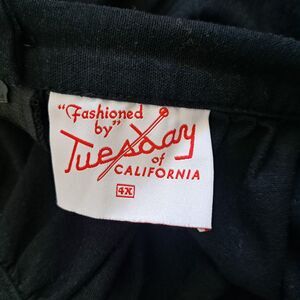 "Fashioned
by"
Tuesday
of
CALIFORNIA
4X